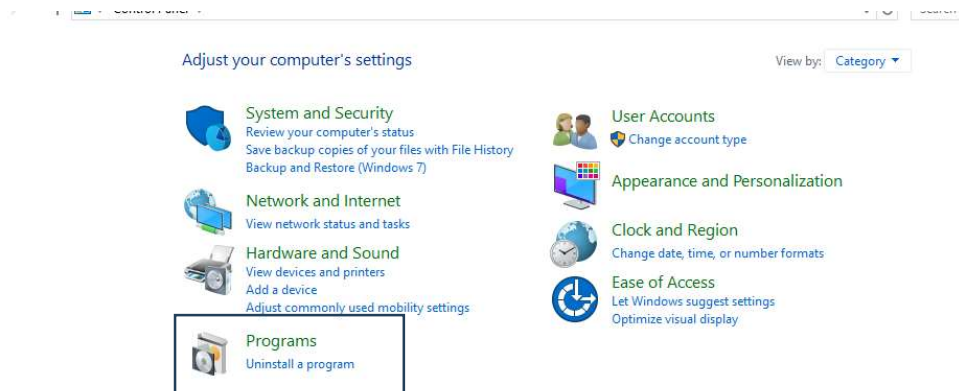 Adjust your computer's settings
View by: Category
System and Security
Review your computer's status
Save backup copies of your files with File History
Backup and Restore (Windows 7)
Network and Internet
View network status and tasks
Hardware and Sound
View devices and printers
Add a device
Adjust commonly used mobility settings
Programs
Uninstall a program
User Accounts
Change account type
Appearance and Personalization
Clock and Region
Change date, time, or number formats
Ease of Access
Let Windows suggest settings
Optimize visual display